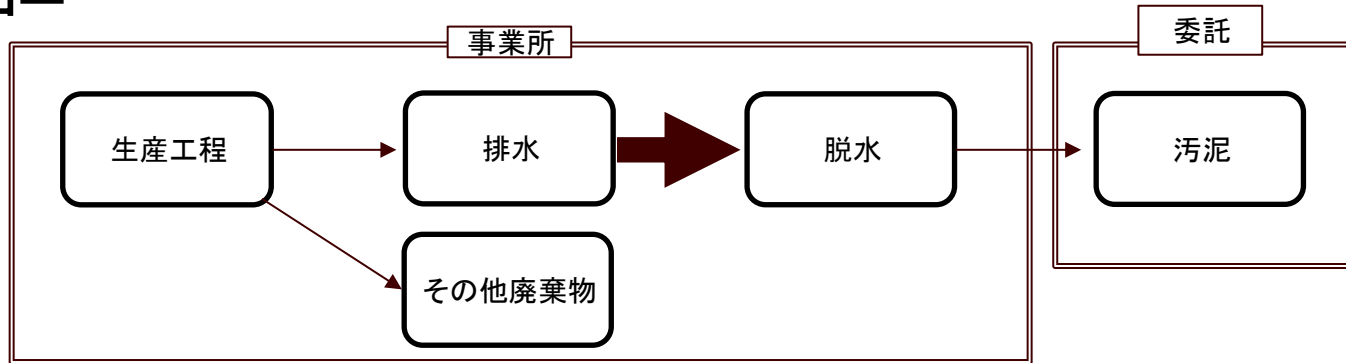 事業所
委託
生産工程
排水
脱水
汚泥
その他廃棄物